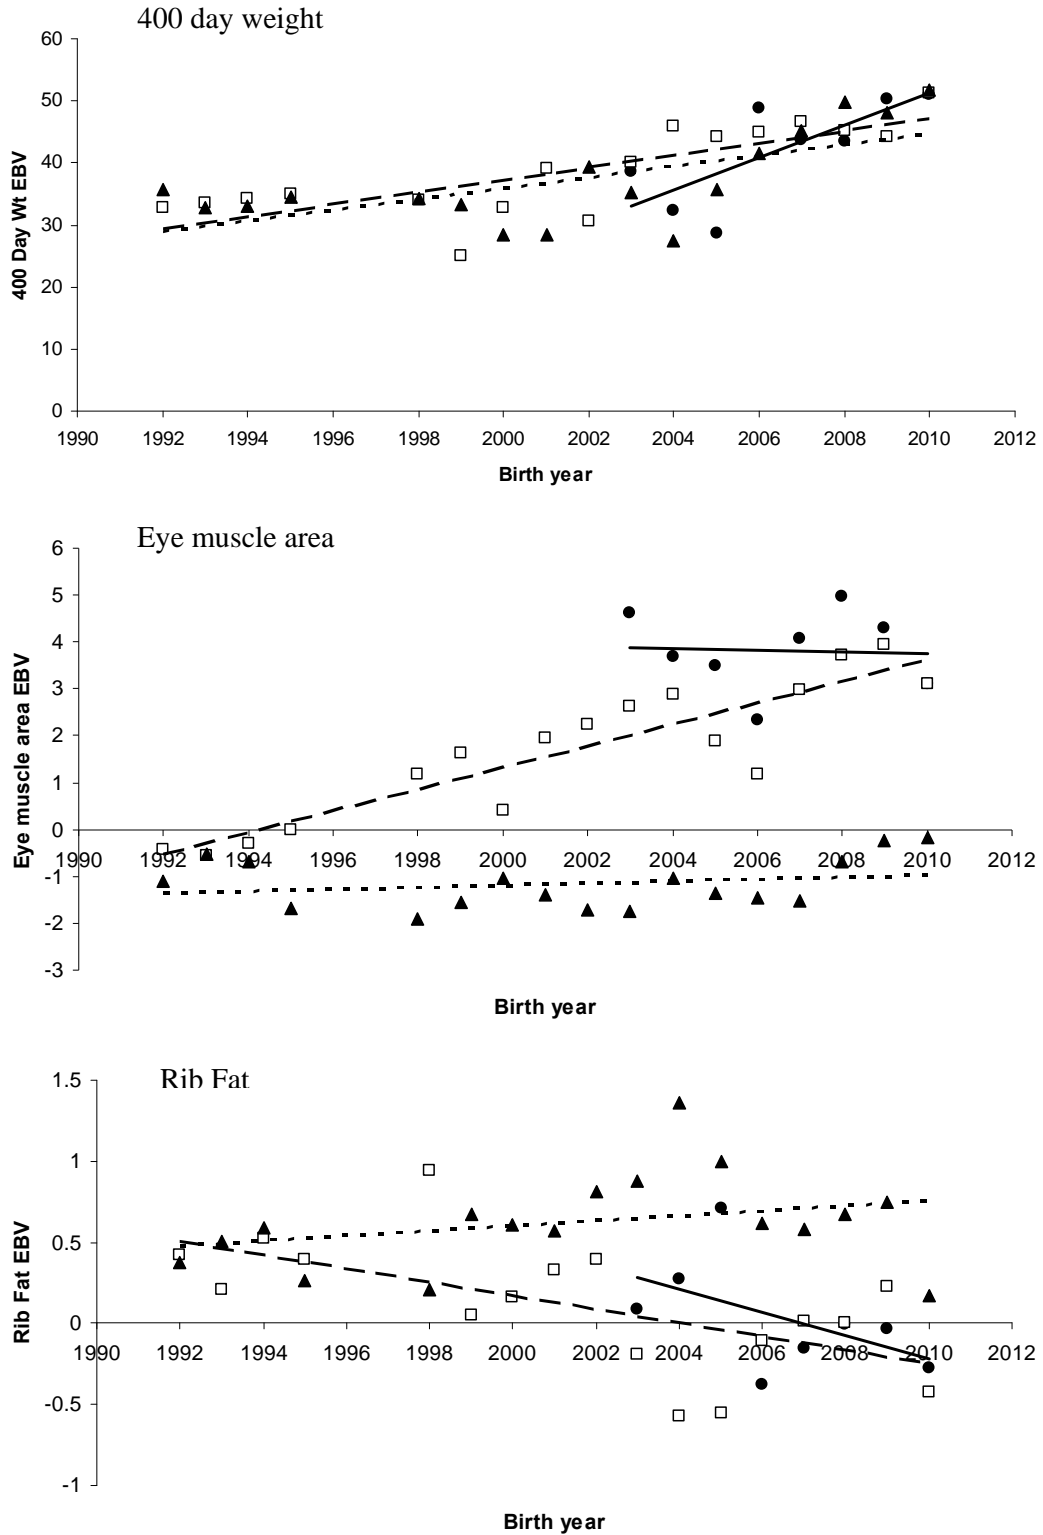 400 day weight
60
50
40
30
20
10
0
400 Day Wt EBV
1990 1992 1994 1996 1998 2000 2002 2004 2006 2008 2010 2012
Birth year
Eye muscle area
6
5
4
3
2
1
0
-1
-2
-3
Eye muscle area EBV
1990 1992 1994 1996 1998 2000 2002 2004 2006 2008 2010 2012
Birth year
Rib Fat
1.5
1
0.5
0
-0.5
-1
Rib Fat EBV
1990 1992 1994 1996 1998 2000 2002 2004 2006 2008 2010 2012
Birth year